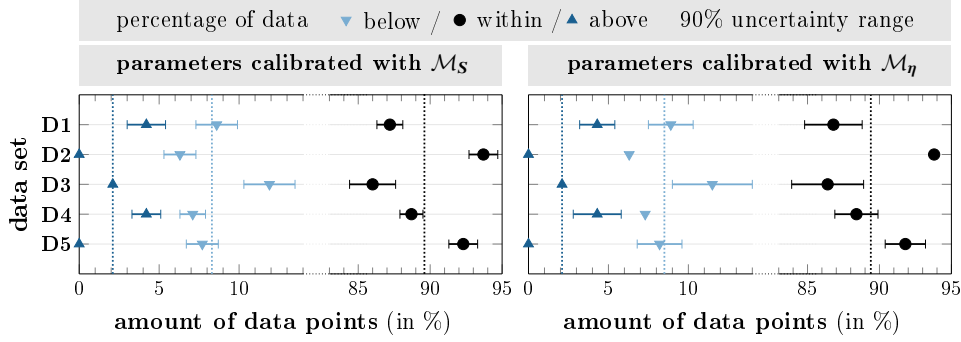 percentage of data ▼ below / ● within / ▲ above 90% uncertainty range
parameters calibrated with 𝓜_S
parameters calibrated with 𝓜_η
data set
D1
D2
D3
D4
D5
0 5 10 85 90 95
0 5 10 85 90 95
amount of data points (in %)
amount of data points (in %)